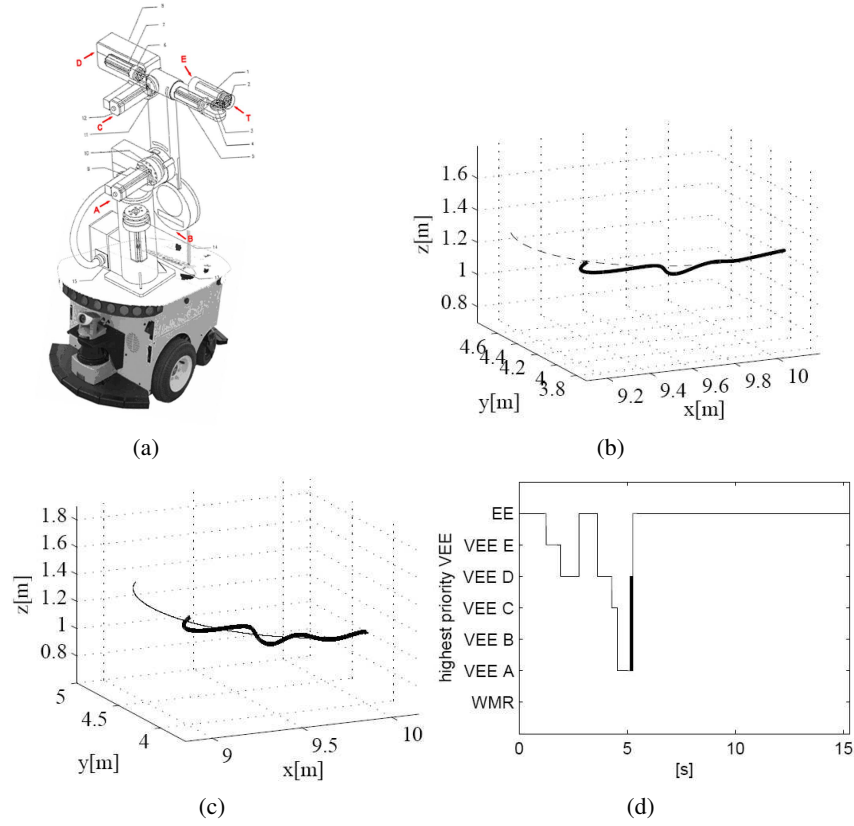 D
E
T
C
A
B
(a)
z[m]
1.6
1.4
1.2
1
0.8
4.6
4.4
4.2
4
3.8
y[m]
9.2
9.4
9.6
9.8
10
x[m]
(b)
z[m]
1.8
1.6
1.4
1.2
1
0.8
5
4.5
4
y[m]
9
9.5
10
x[m]
(c)
highest priority VEE
EE
VEE E
VEE D
VEE C
VEE B
VEE A
WMR
0
5
10
15
[s]
(d)